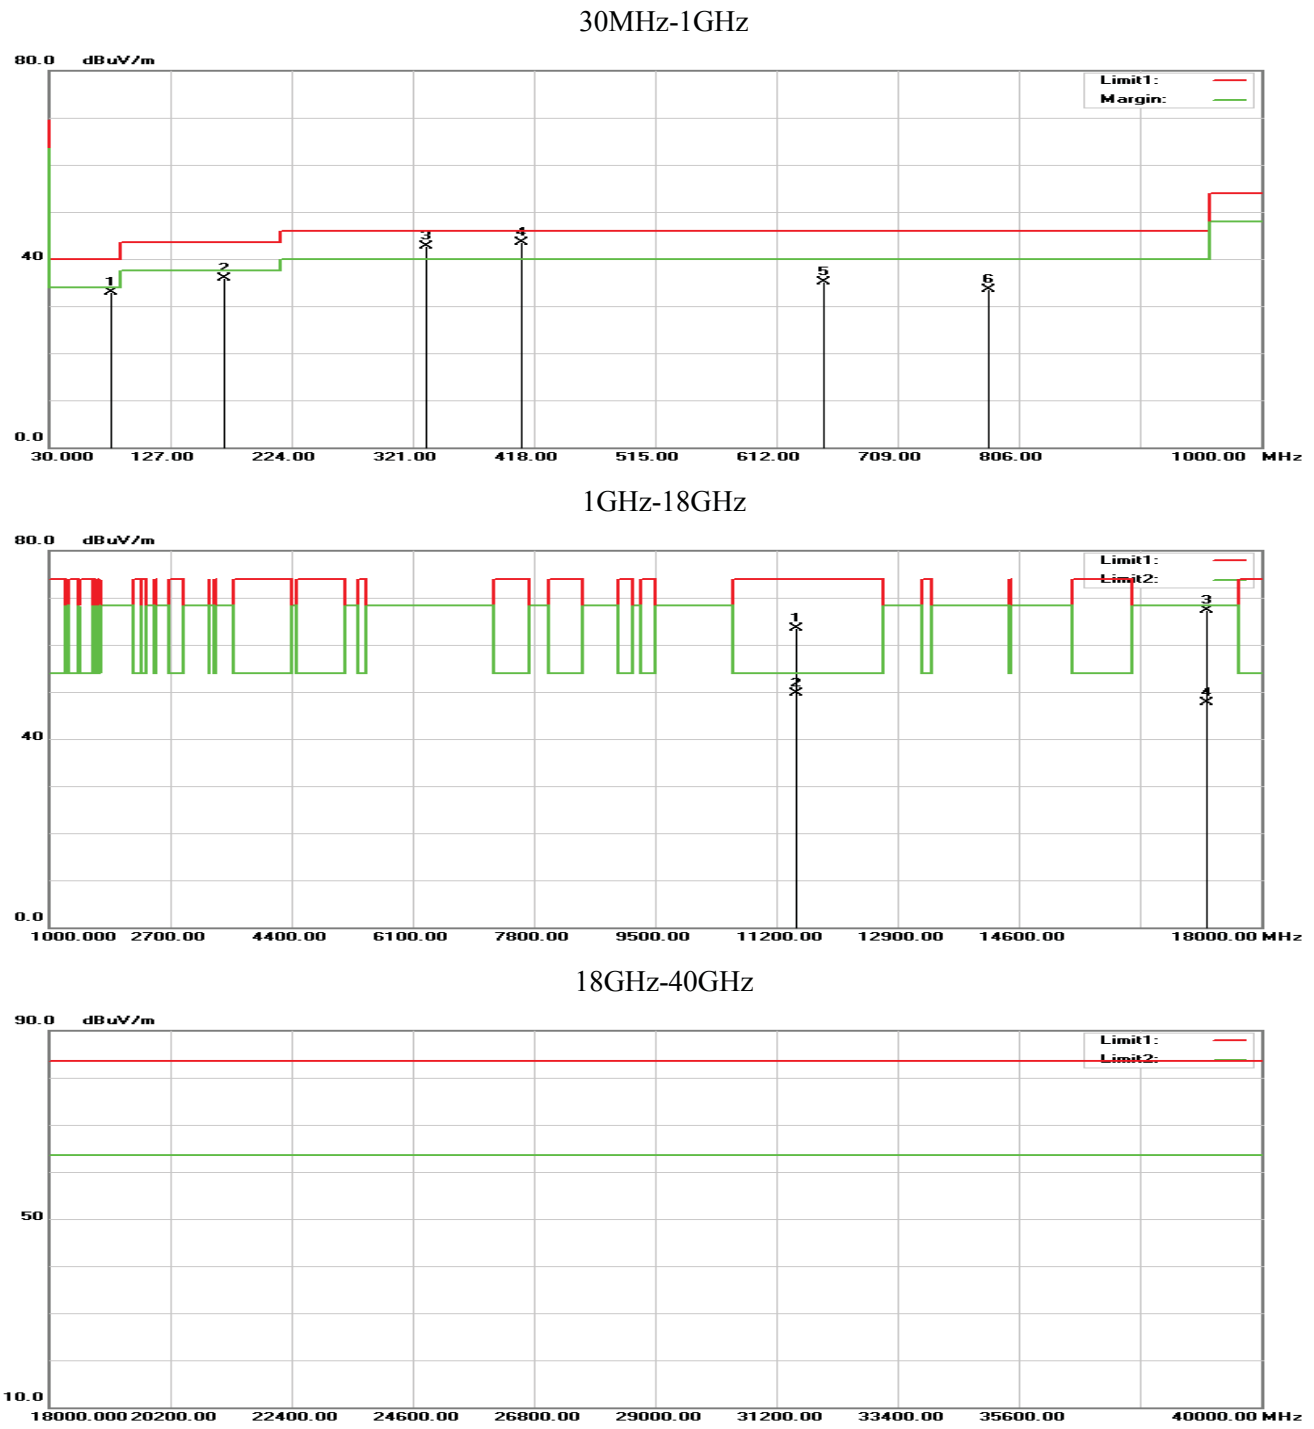 30MHz-1GHz
80.0 dBuV/m
Limit1:
Margin:
3
4
40
2
5
1
6
0.0
30.000 127.00 224.00 321.00 418.00 515.00 612.00 709.00 806.00 1000.00 MHz
1GHz-18GHz
80.0 dBuV/m
Limit1:
Limit2:
3
1
2
4
40
0.0
1000.000 2700.00 4400.00 6100.00 7800.00 9500.00 11200.00 12900.00 14600.00 18000.00 MHz
18GHz-40GHz
90.0 dBuV/m
Limit1:
Limit2:
50
10.0
18000.000 20200.00 22400.00 24600.00 26800.00 29000.00 31200.00 33400.00 35600.00 40000.00 MHz